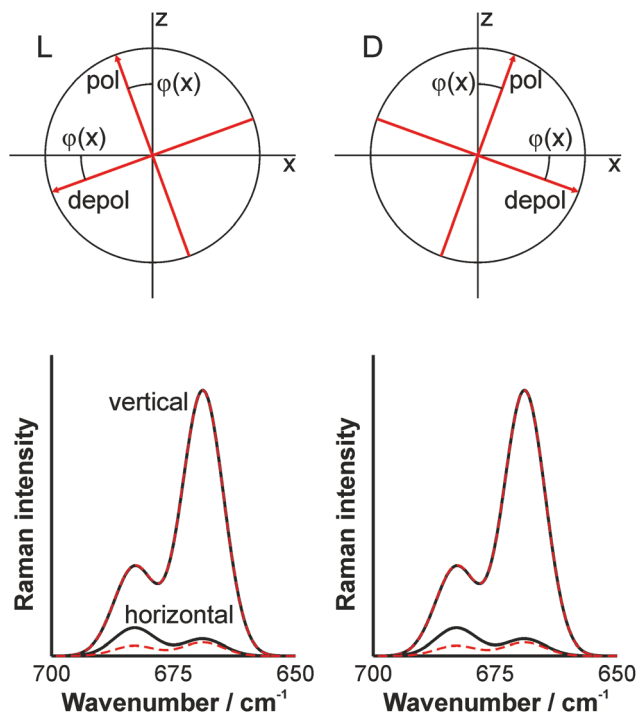 L
z
pol
φ(x)
φ(x)
x
depol
D
z
φ(x)
pol
φ(x)
x
depol
Raman intensity
vertical
horizontal
700
675
650
Wavenumber / cm⁻¹
Raman intensity
700
675
650
Wavenumber / cm⁻¹